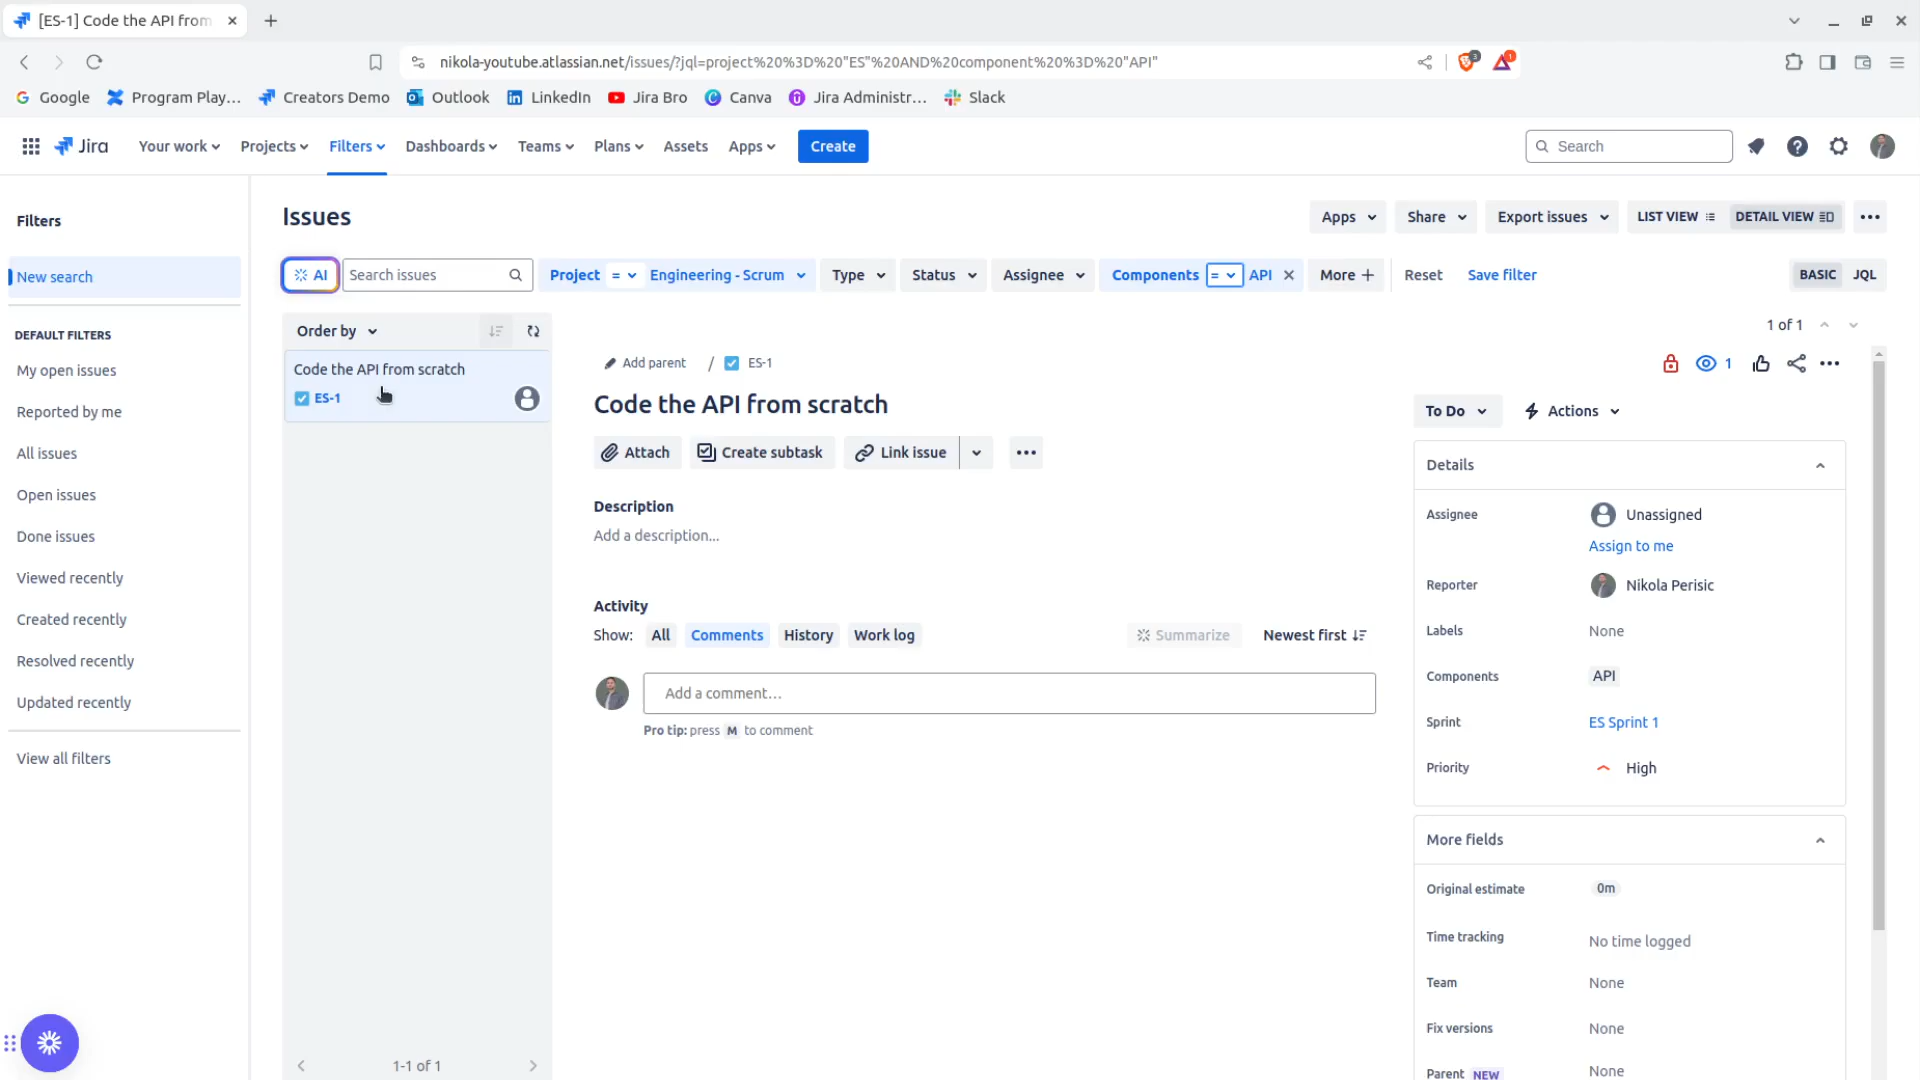 [ES-1] Code the API from
nikola-youtube.atlassian.net/issues/?jql=project%20%3D%20"ES"%20AND%20component%20%3D%20"API"
3
1
Google Program Play... Creators Demo Outlook LinkedIn Jira Bro Canva Jira Administr... Slack
Jira Your work Projects Filters Dashboards Teams Plans Assets Apps Create Search
Filters
New search
DEFAULT FILTERS
My open issues
Reported by me
All issues
Open issues
Done issues
Viewed recently
Created recently
Resolved recently
Updated recently
View all filters
Issues
Apps Share Export issues LIST VIEW DETAIL VIEW
AI Search issues Project = Engineering - Scrum Type Status Assignee Components = API More + Reset Save filter BASIC JQL
Order by
Code the API from scratch
ES-1
1-1 of 1
1 of 1
Add parent / ES-1
1
Code the API from scratch
Attach Create subtask Link issue
Description
Add a description...
Activity
Show: All Comments History Work log Summarize Newest first
Add a comment...
Pro tip: press M to comment
To Do Actions
Details
Assignee Unassigned
Assign to me
Reporter Nikola Perisic
Labels None
Components API
Sprint ES Sprint 1
Priority High
More fields
Original estimate 0m
Time tracking No time logged
Team None
Fix versions None
Parent NEW None